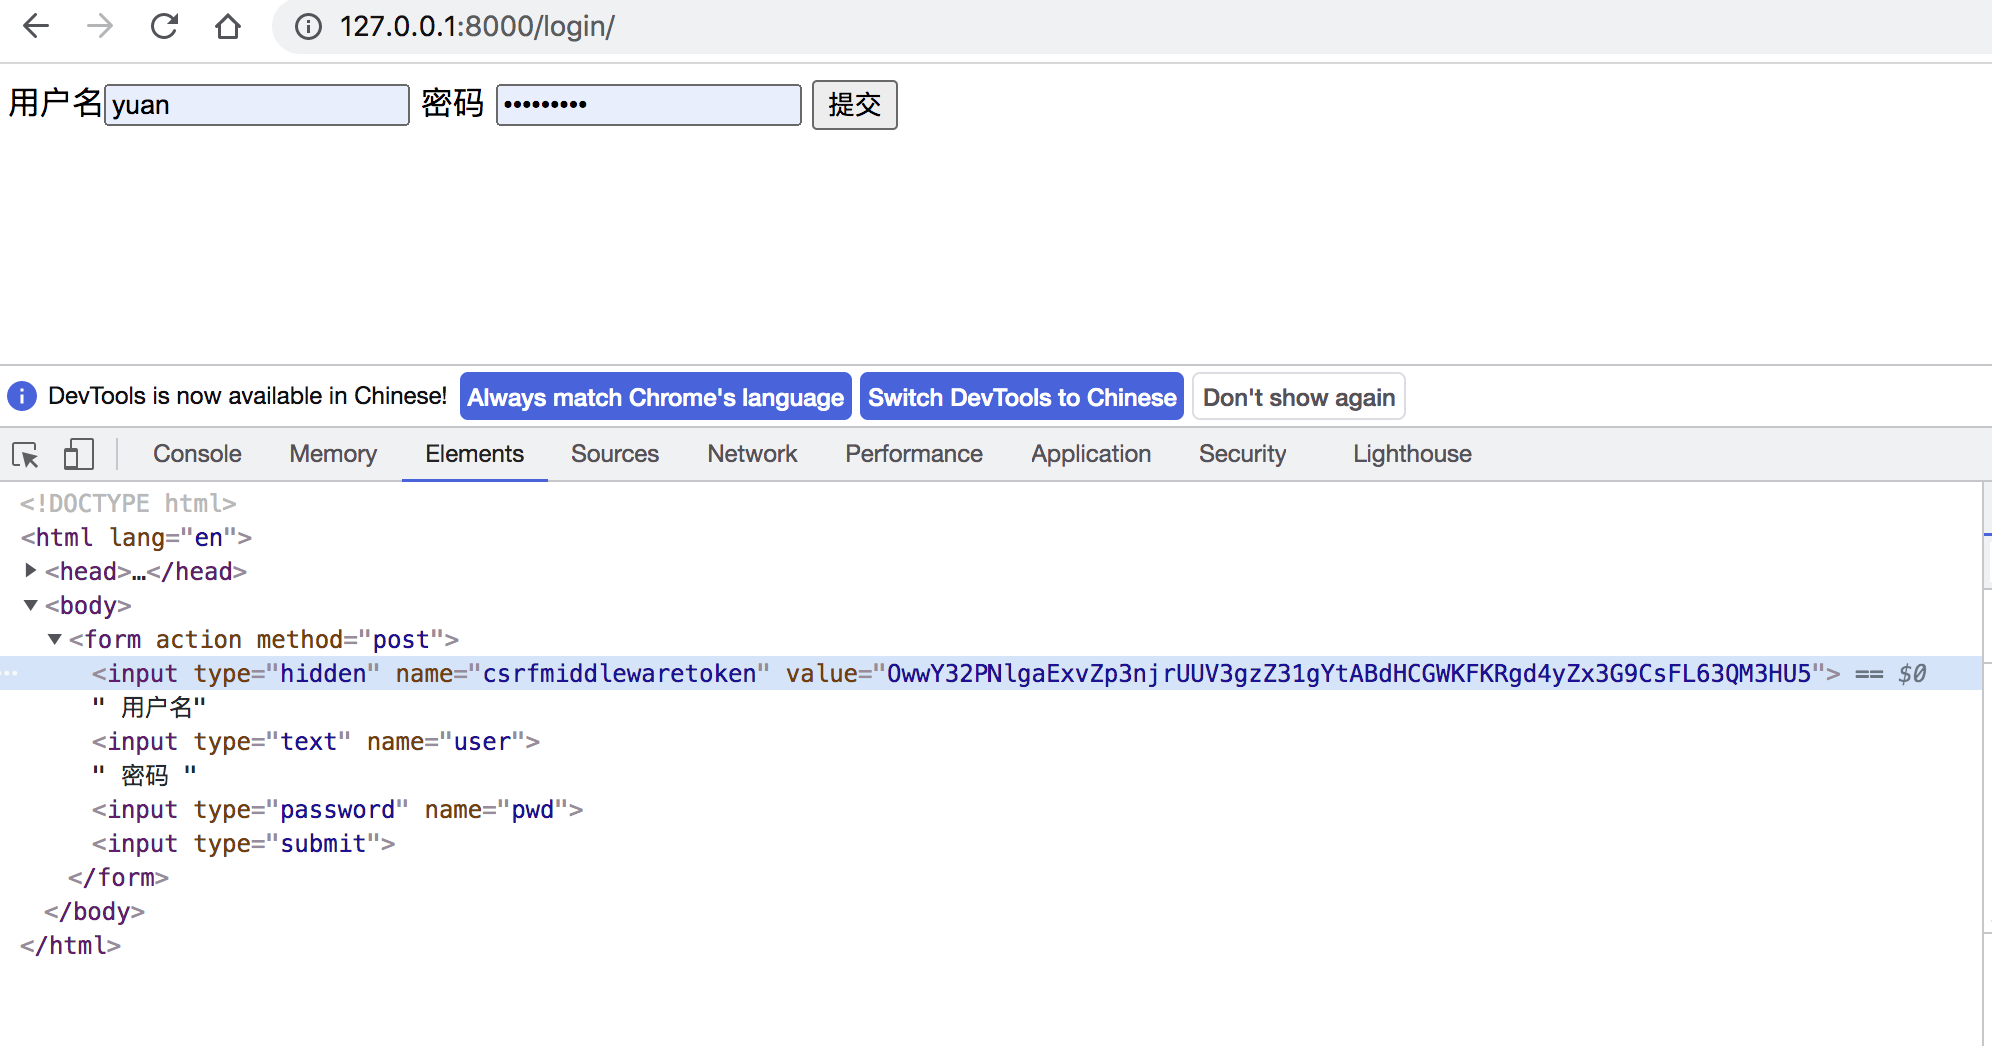 127.0.0.1:8000/login/
用户名 yuan 密码 ••••••••• 提交
DevTools is now available in Chinese! Always match Chrome's language Switch DevTools to Chinese Don't show again
Console Memory Elements Sources Network Performance Application Security Lighthouse
<!DOCTYPE html>
<html lang="en">
<head>…</head>
<body>
<form action method="post">
<input type="hidden" name="csrfmiddlewaretoken" value="OwwY32PNlgaExvZp3njrUUV3gzZ31gYtABdHCGWKFKRgd4yZx3G9CsFL63QM3HU5"> == $0
" 用户名"
<input type="text" name="user">
" 密码 "
<input type="password" name="pwd">
<input type="submit">
</form>
</body>
</html>